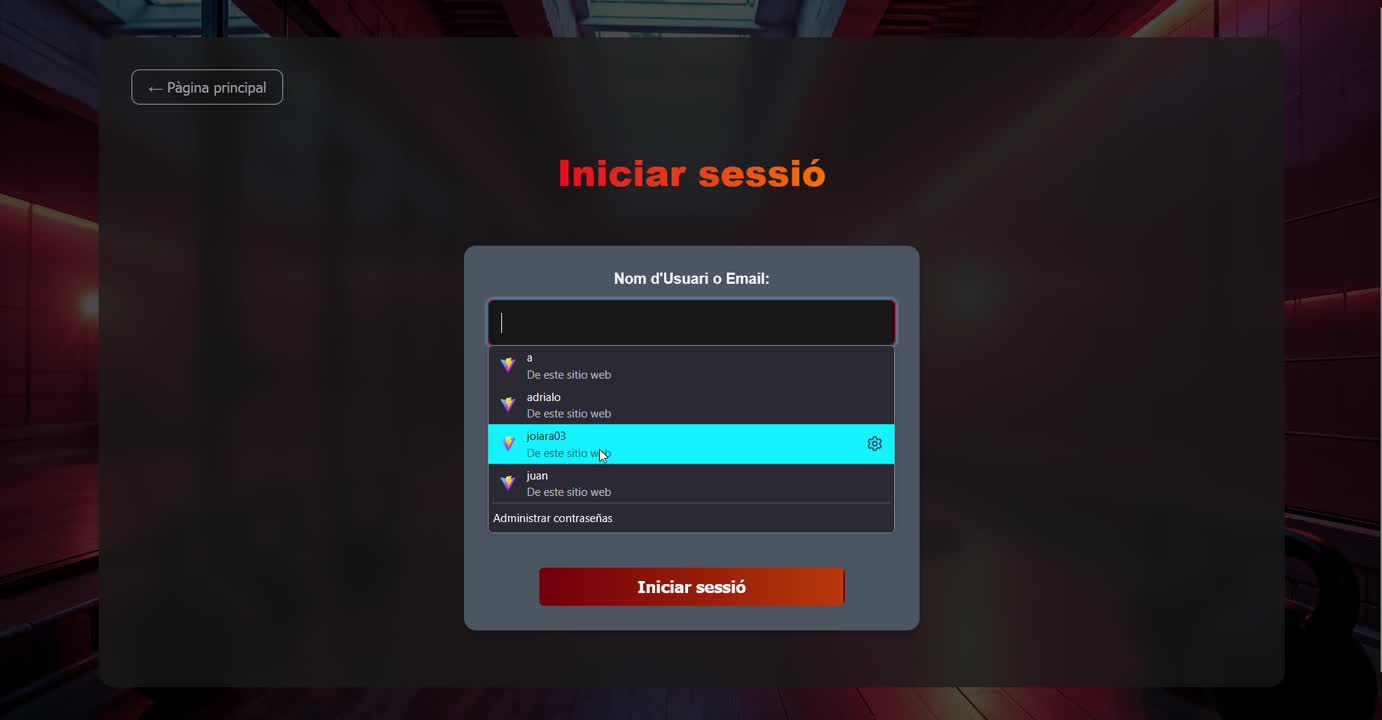 ← Pàgina principal
Iniciar sessió
Nom d'Usuari o Email:
a
De este sitio web
adrialo
De este sitio web
jolara03
De este sitio web
juan
De este sitio web
Administrar contraseñas
Iniciar sessió